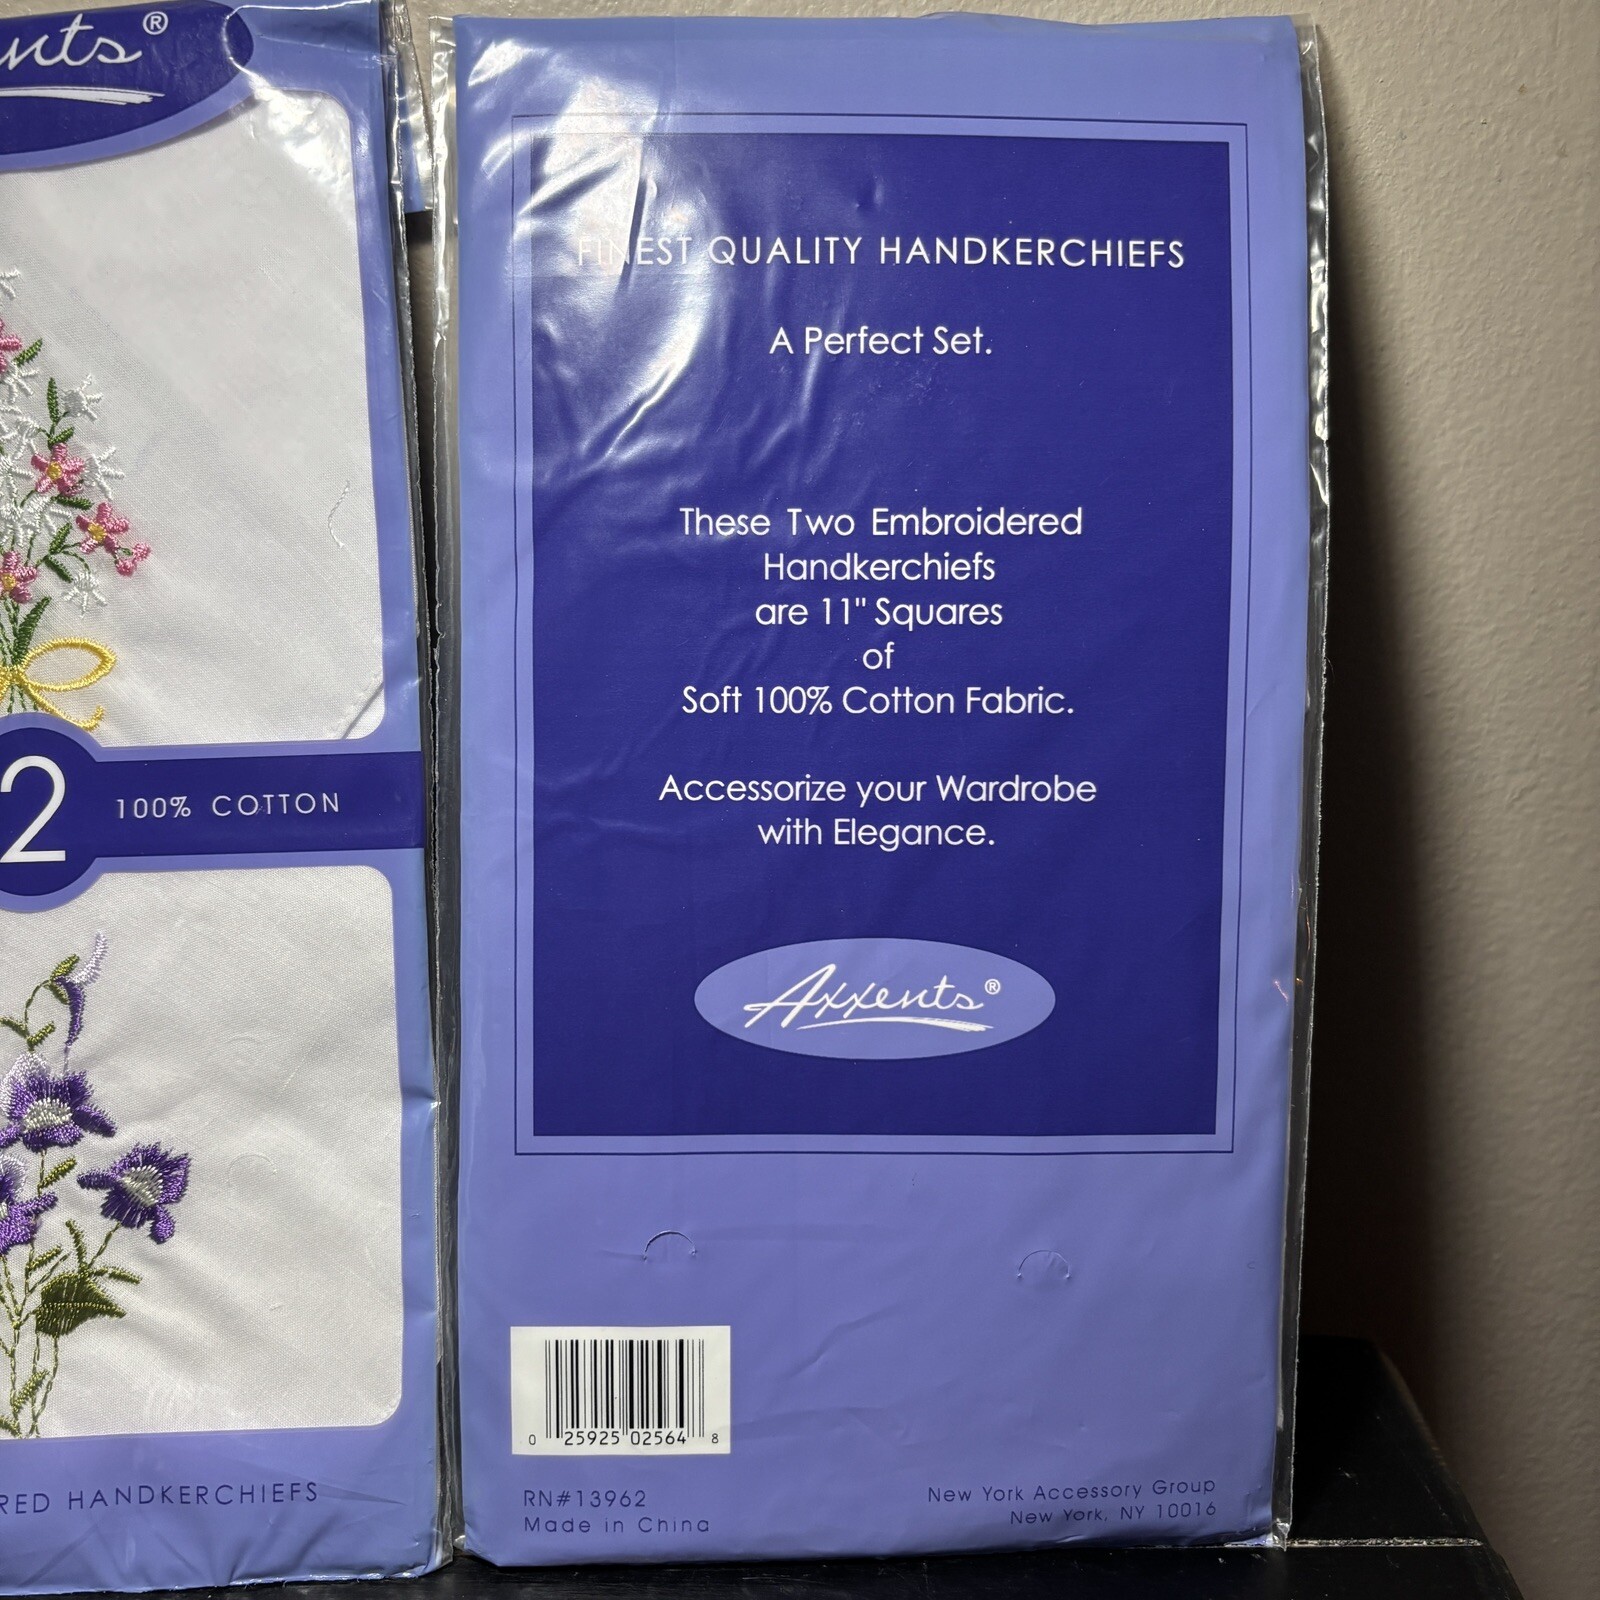 ®
2
100% COTTON
HANDKERCHIEFS
FINEST QUALITY HANDKERCHIEFS
A Perfect Set.
These Two Embroidered
Handkerchiefs
are 11" Squares
of
Soft 100% Cotton Fabric.
Accessorize your Wardrobe
with Elegance.
Axxents®
0 25925 02564 8
RN#13962
Made in China
New York Accessory Group
New York, NY 10016